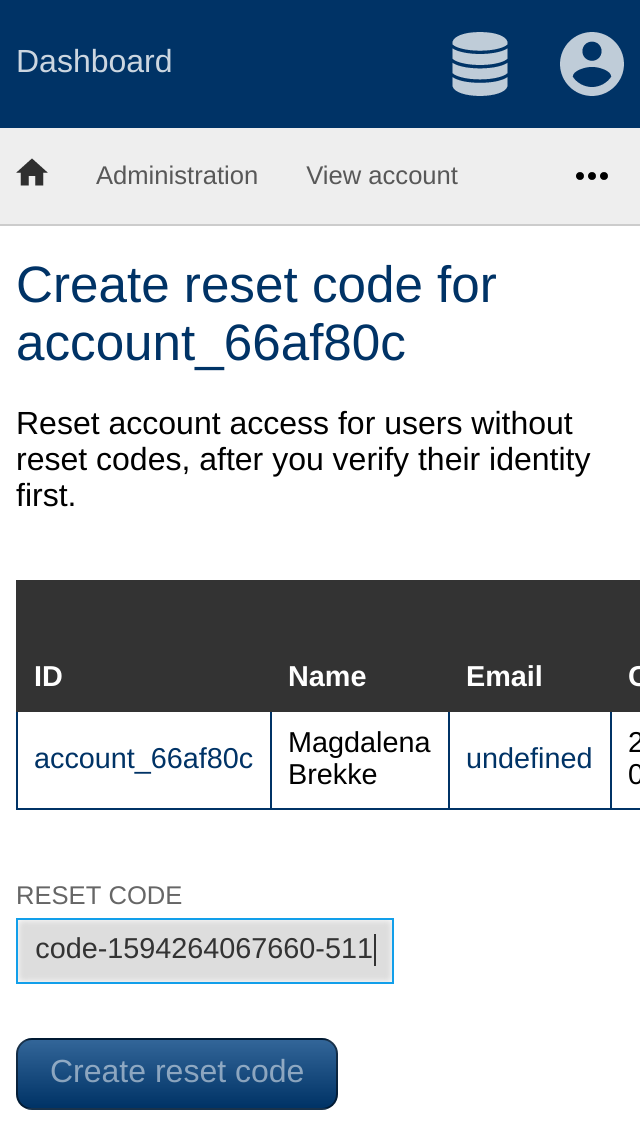 Dashboard
Administration View account
Create reset code for
account_66af80c
Reset account access for users without
reset codes, after you verify their identity
first.
ID Name Email
account_66af80c Magdalena Brekke undefined
RESET CODE
code-1594264067660-511
Create reset code